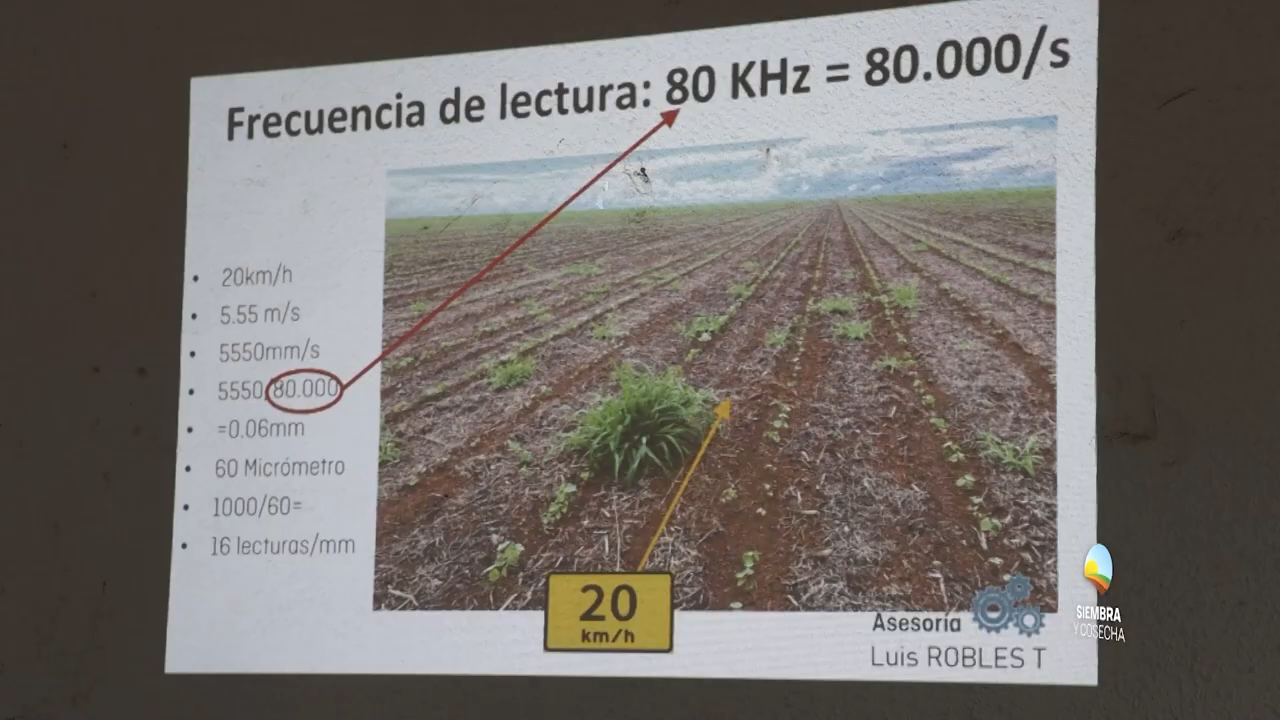 Frecuencia de lectura: 80 KHz = 80.000/s
• 20km/h
• 5.55 m/s
• 5550mm/s
• 5550/80.000
• =0.06mm
• 60 Micrómetro
• 1000/60=
• 16 lecturas/mm
20
km/h
Asesoría
Luis ROBLES T
SIEMBRA
Y COSECHA